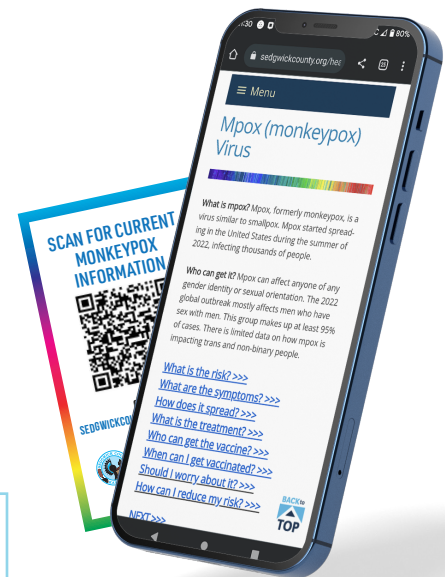 :30
80%
sedgwickcounty.org/hea
Menu
Mpox (monkeypox)
Virus
What is mpox? Mpox, formerly monkeypox, is a
virus similar to smallpox. Mpox started spread-
ing in the United States during the summer of
2022, infecting thousands of people.
Who can get it? Mpox can affect anyone of any
gender identity or sexual orientation. The 2022
global outbreak mostly affects men who have
sex with men. This group makes up at least 95%
of cases. There is limited data on how mpox is
impacting trans and non-binary people.
What is the risk? >>>
What are the symptoms? >>>
How does it spread? >>>
What is the treatment? >>>
Who can get the vaccine? >>>
When can I get vaccinated? >>>
Should I worry about it? >>>
How can I reduce my risk? >>>
NEXT >>>
BACK to
TOP
SCAN FOR CURRENT
MONKEYPOX
INFORMATION
SEDGWICKCOU